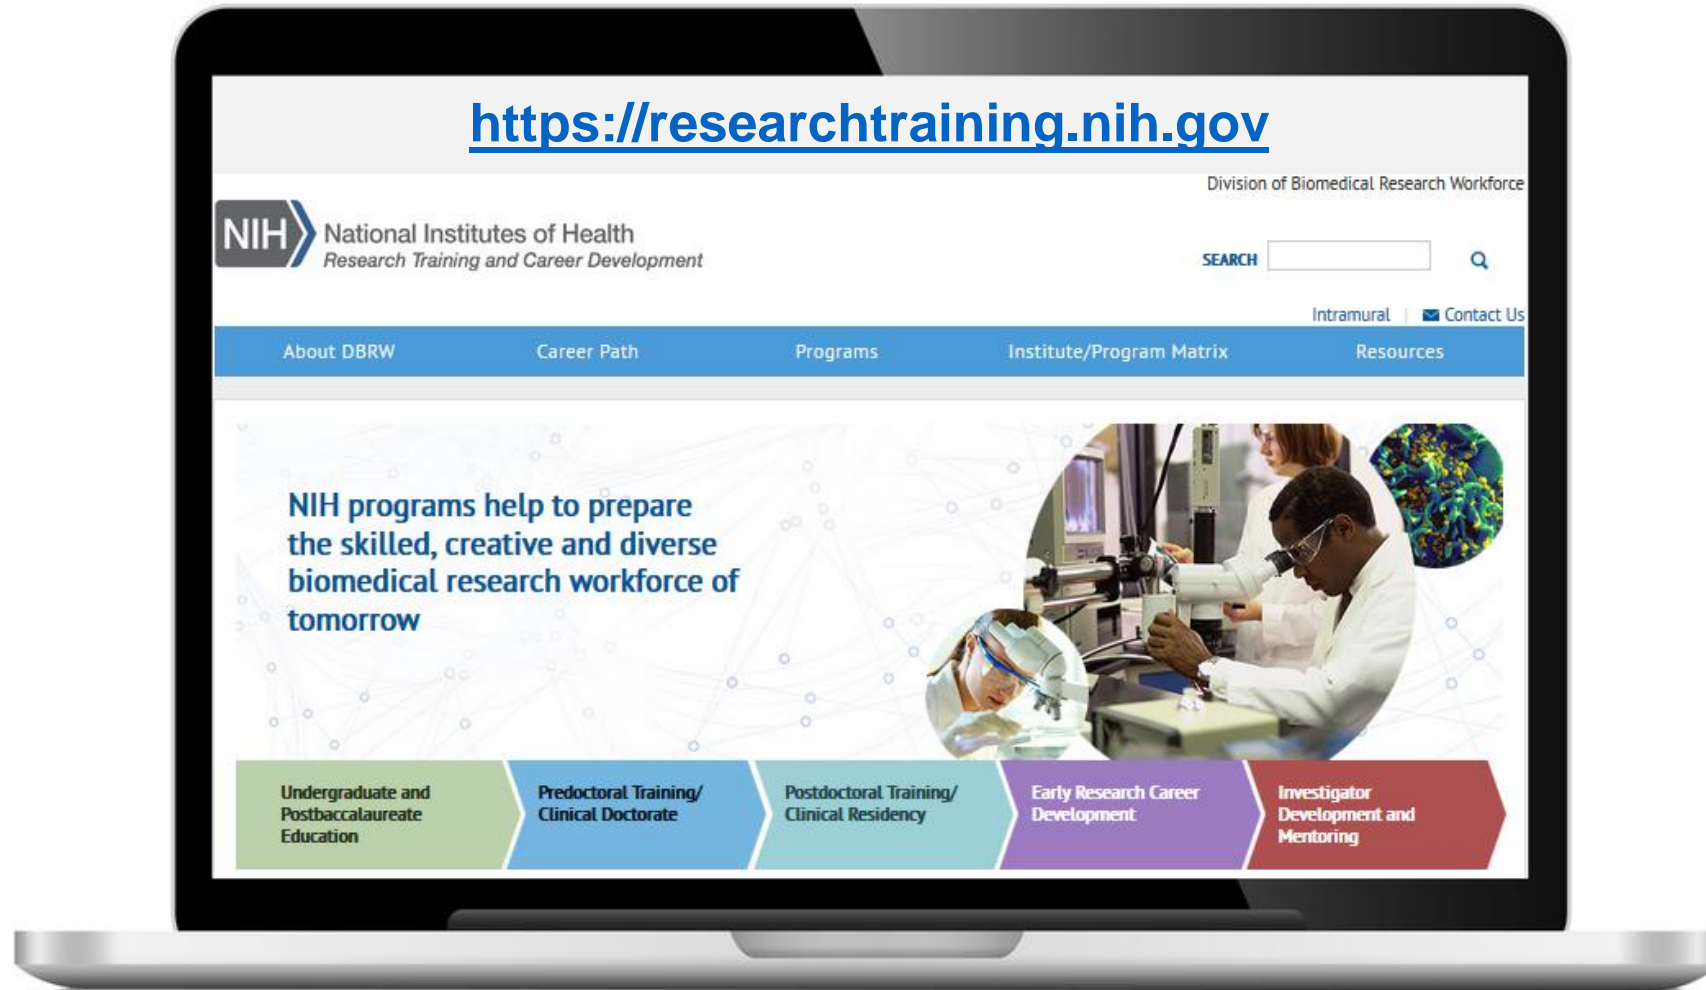 https://researchtraining.nih.gov
Division of Biomedical Research Workforce
NIH
National Institutes of Health
Research Training and Career Development
SEARCH
Intramural | Contact Us
About DBRW Career Path Programs Institute/Program Matrix Resources
NIH programs help to prepare
the skilled, creative and diverse
biomedical research workforce of
tomorrow
Undergraduate and
Postbaccalaureate
Education
Predoctoral Training/
Clinical Doctorate
Postdoctoral Training/
Clinical Residency
Early Research Career
Development
Investigator
Development and
Mentoring